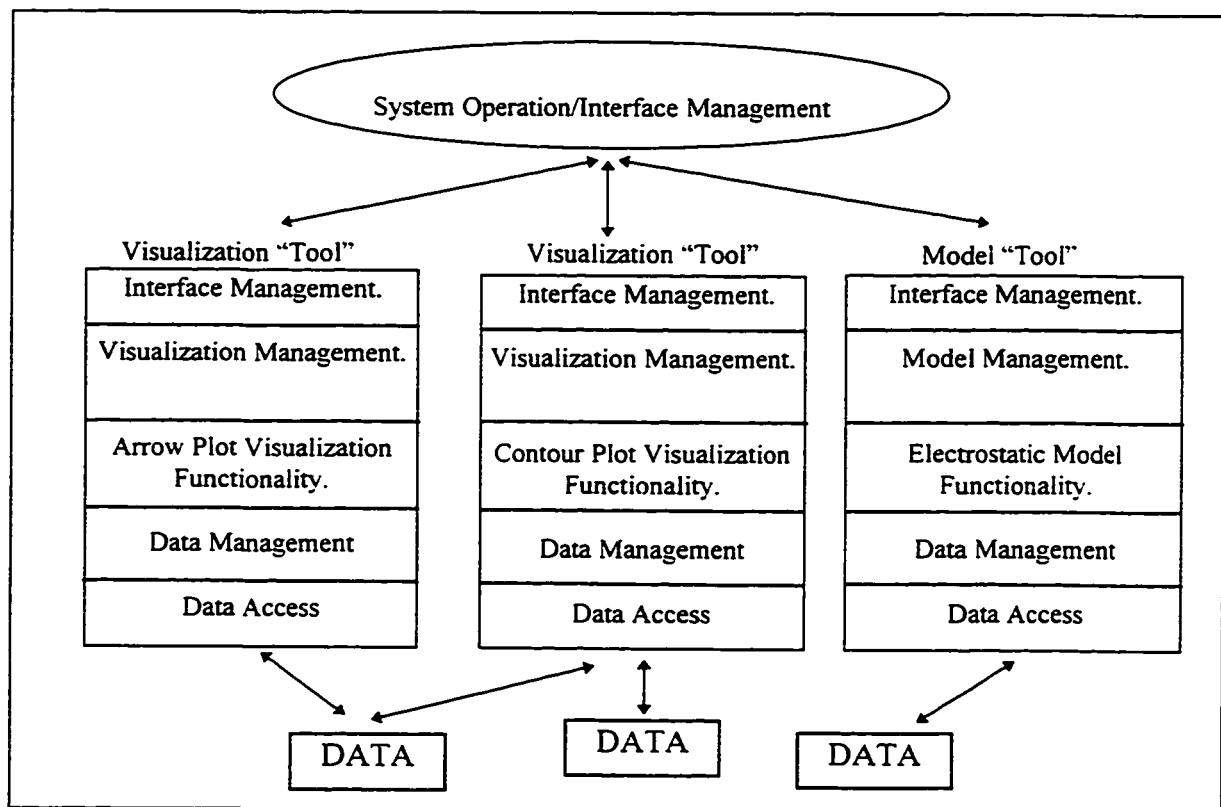 System Operation/Interface Management
Visualization “Tool”
Interface Management.
Visualization Management.
Arrow Plot Visualization
Functionality.
Data Management
Data Access
Visualization “Tool”
Interface Management.
Visualization Management.
Contour Plot Visualization
Functionality.
Data Management
Data Access
Model “Tool”
Interface Management.
Model Management.
Electrostatic Model
Functionality.
Data Management
Data Access
DATA
DATA
DATA